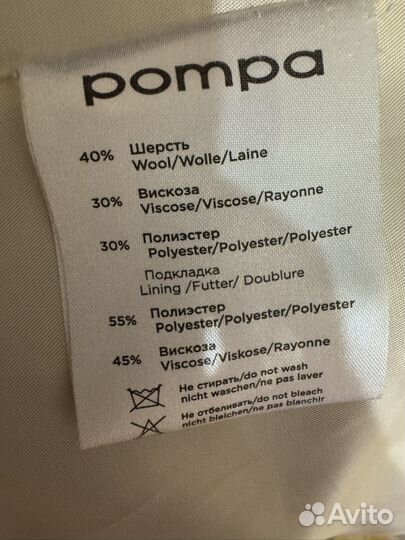 pompa
40% Шерсть
Wool/Wolle/Laine
30% Вискоза
Viscose/Viscose/Rayonne
30% Полиэстер
Polyester/Polyester/Polyester
Подкладка
Lining /Futter/ Doublure
55% Полиэстер
Polyester/Polyester/Polyester
45% Вискоза
Viscose/Viskose/Rayonne
Не стирать/do not wash
nicht waschen/ne pas laver
Не отбеливать/do not bleach
nicht bleichen/ne pas blanchir
Avito